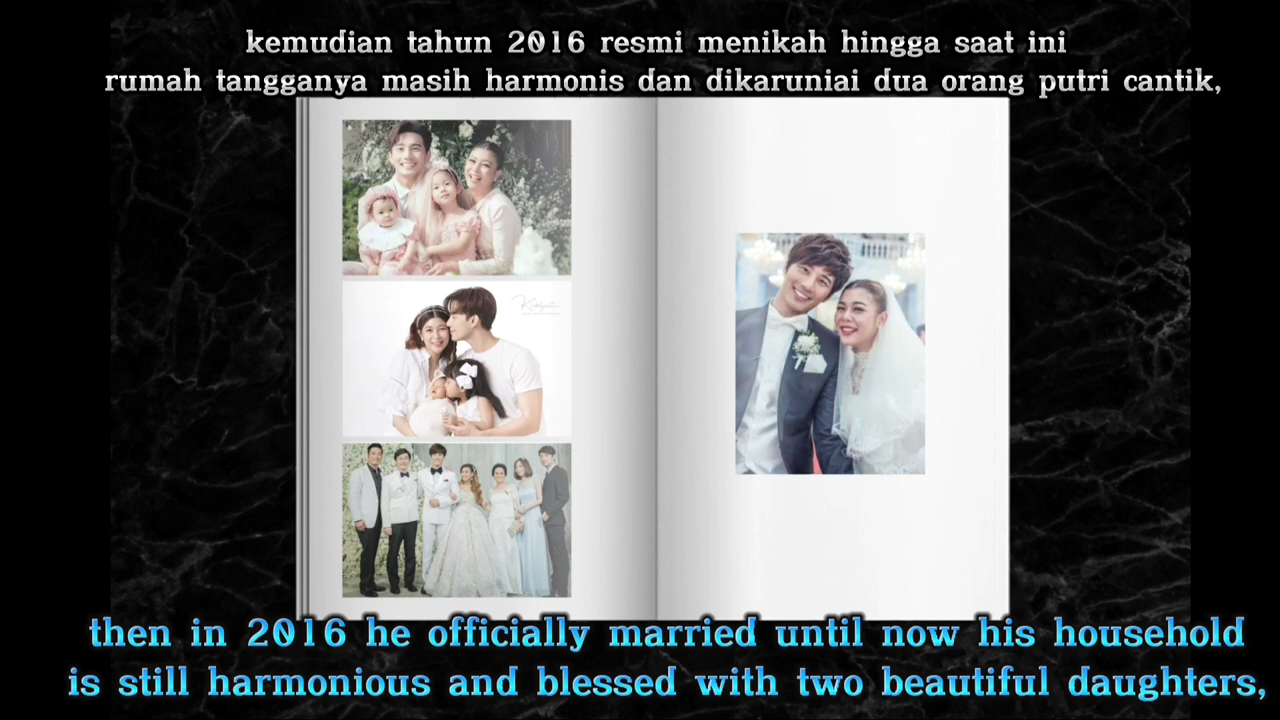 kemudian tahun 2016 resmi menikah hingga saat ini
rumah tangganya masih harmonis dan dikaruniai dua orang putri cantik,
then in 2016 he officially married until now his household
is still harmonious and blessed with two beautiful daughters,